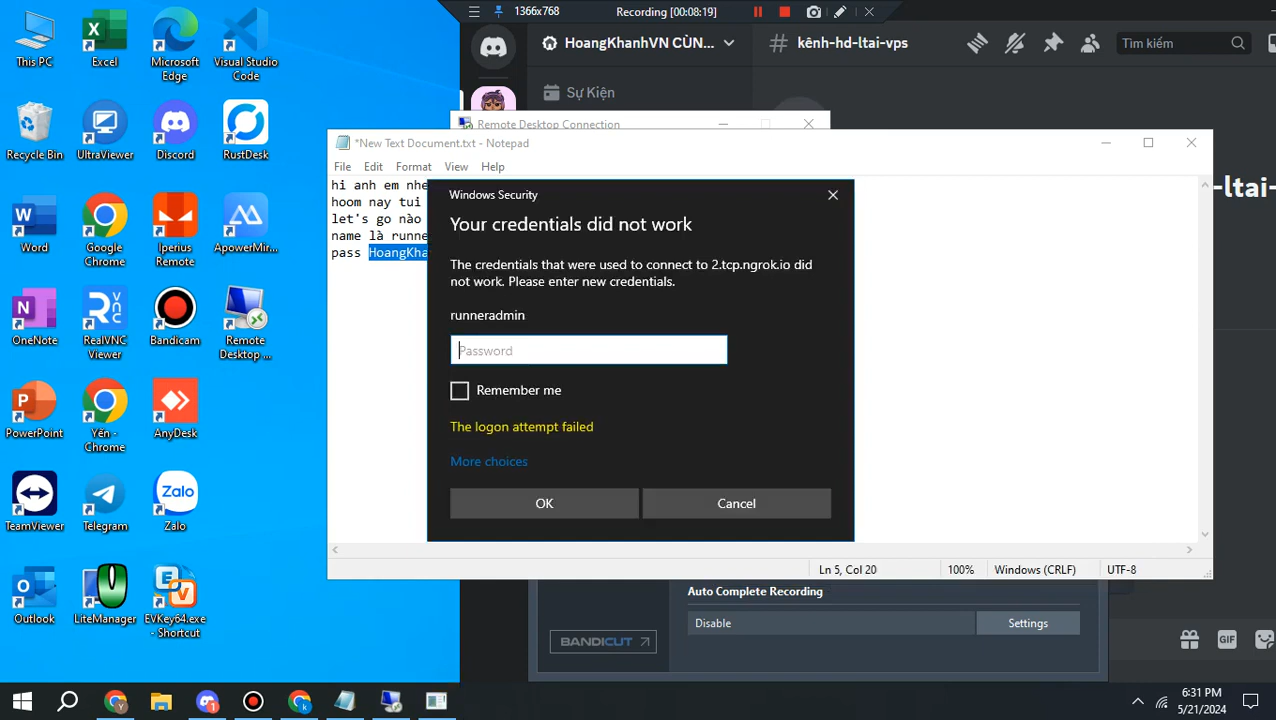 This PC
Excel
Microsoft Edge
Visual Studio Code
Recycle Bin
UltraViewer
Discord
RustDesk
Word
Google Chrome
Iperius Remote
ApowerMir...
OneNote
RealVNC Viewer
Bandicam
Remote Desktop ...
PowerPoint
Yến - Chrome
AnyDesk
TeamViewer
Telegram
Zalo
Outlook
LiteManager
EVKey64.exe - Shortcut
1366x768
Recording [00:08:19]
HoangKhanhVN CÙN...
kênh-hd-ltai-vps
Tìm kiếm
Sự Kiện
-ltai-
Remote Desktop Connection
*New Text Document.txt - Notepad
File Edit Format View Help
hi anh em nhe
hoom nay tui
let's go nào
name là runne
pass HoangKha
Windows Security
Your credentials did not work
The credentials that were used to connect to 2.tcp.ngrok.io did
not work. Please enter new credentials.
runneradmin
Password
Remember me
The logon attempt failed
More choices
OK Cancel
Ln 5, Col 20 100% Windows (CRLF) UTF-8
Auto Complete Recording
Disable Settings
BANDICUT
GIF
6:31 PM
5/21/2024